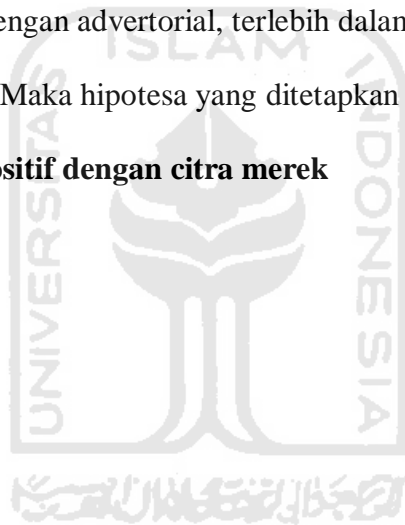 engan advertorial, terlebih dalam
ISLAM
Maka hipotesa yang ditetapkan
ositif dengan citra merek
UNIVERSITAS
INDONESIA